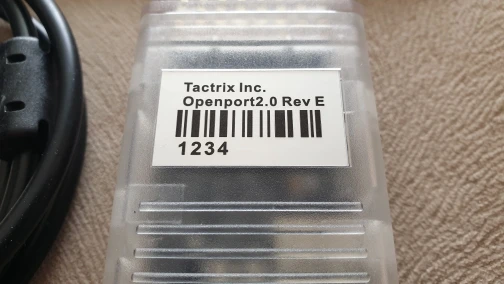 Tactrix Inc.
Openport2.0 Rev E
1234